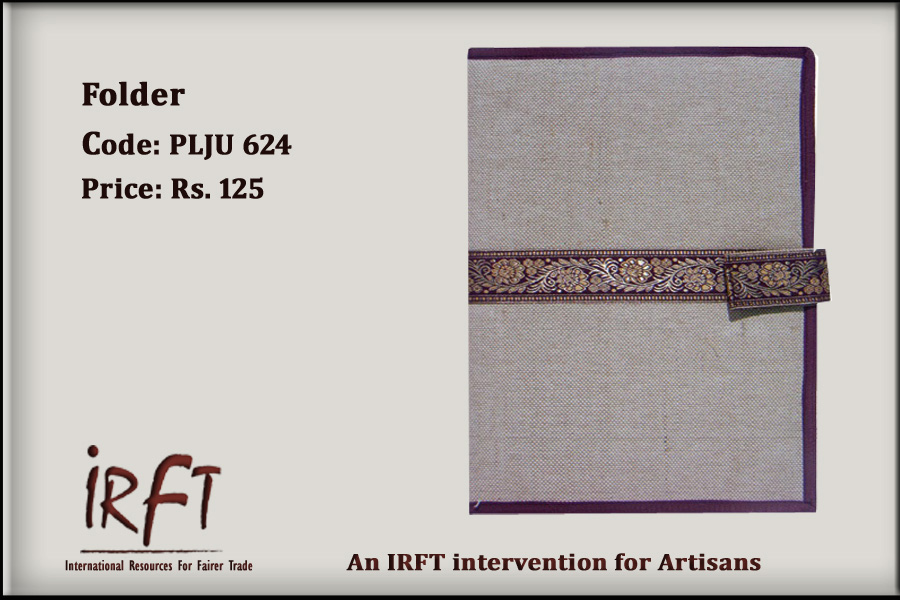 Folder
Code: PLJU 624
Price: Rs. 125
iRFT
International Resources For Fairer Trade
An IRFT intervention for Artisans